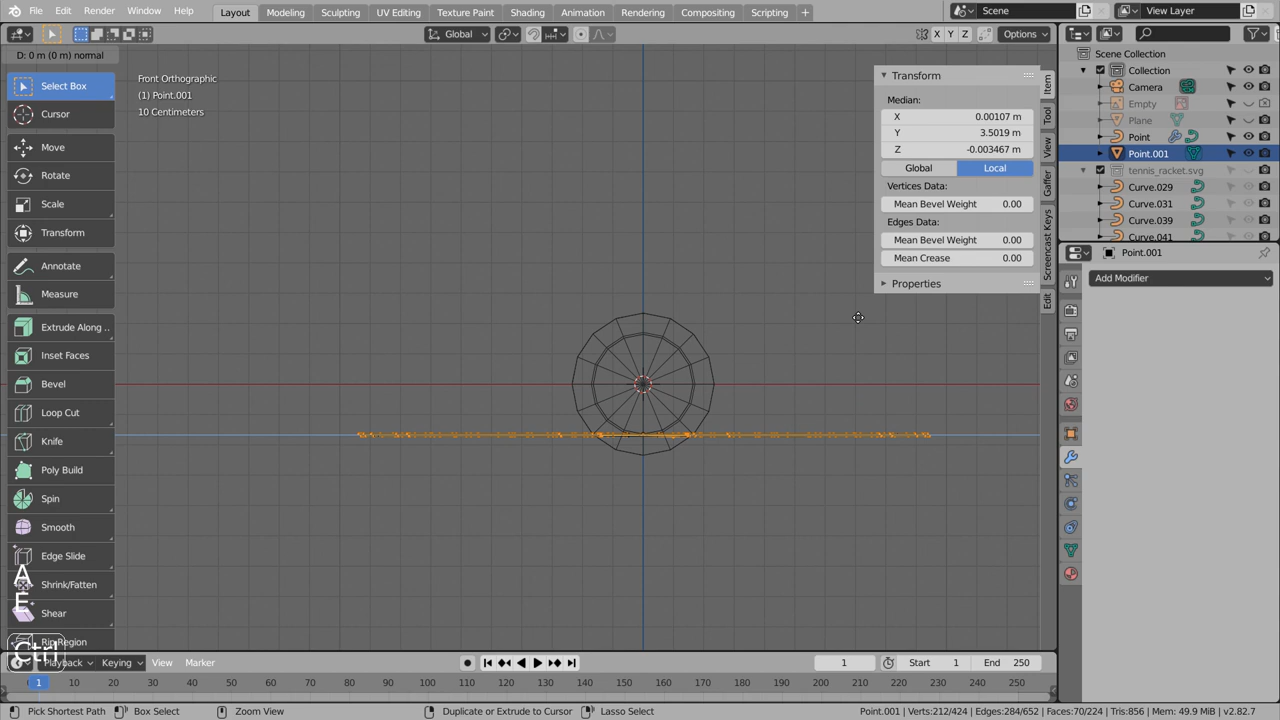 File Edit Render Window Help Layout Modeling Sculpting UV Editing Texture Paint Shading Animation Rendering Compositing Scripting + Scene View Layer
Global X Y Z Options
D: 0 m (0 m) normal
Scene Collection
Collection
Camera
Empty
Plane
Point
Point.001
tennis_racket.svg
Curve.029
Curve.031
Curve.039
Curve.041
Select Box
Cursor
Move
Rotate
Scale
Transform
Annotate
Measure
Extrude Along ..
Inset Faces
Bevel
Loop Cut
Knife
Poly Build
Spin
Smooth
Edge Slide
Shrink/Fatten
Shear
Rip Region
Front Orthographic
(1) Point.001
10 Centimeters
Transform
Median:
X 0.00107 m
Y 3.5019 m
Z -0.003467 m
Global Local
Vertices Data:
Mean Bevel Weight 0.00
Edges Data:
Mean Bevel Weight 0.00
Mean Crease 0.00
Properties
Item
Tool
View
Gaffer
Screencast Keys
Edit
Point.001
Add Modifier
A
E
Ctrl
Playback Keying View Marker 1 Start 1 End 250
1 10 20 30 40 50 60 70 80 90 100 110 120 130 140 150 160 170 180 190 200 210 220 230 240 250
Pick Shortest Path Box Select Zoom View Duplicate or Extrude to Cursor Lasso Select Point.001 | Verts:212/424 | Edges:284/652 | Faces:70/224 | Tris:856 | Mem: 49.9 MiB | v2.82.7